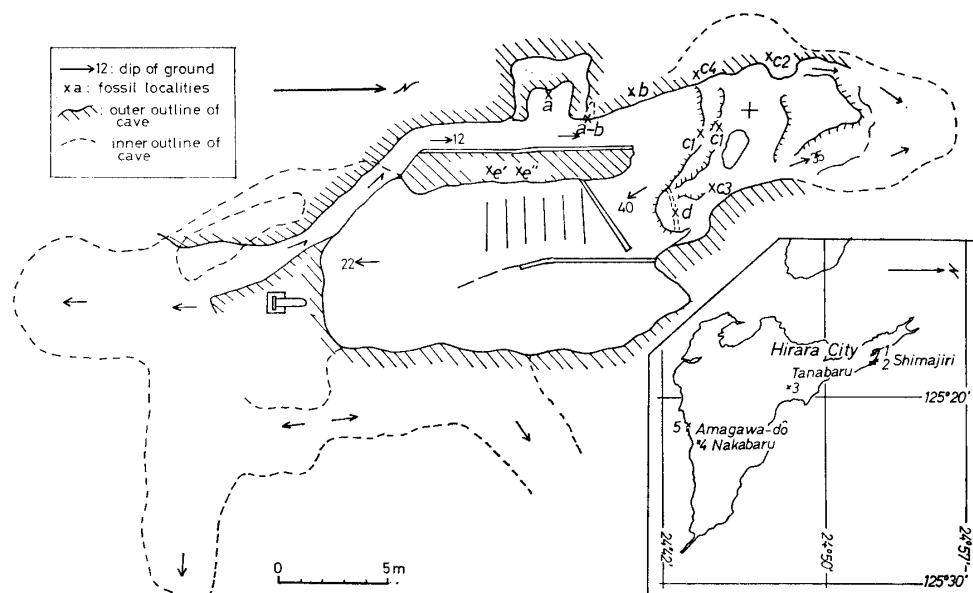 →12: dip of ground
xa: fossil localities
: outer outline of
cave
: inner outline of
cave
N
12
a
a-b
b
c4
c2
c1
c1
c3
d
35
40
e'
e"
22
0 5m
N
Hirara City
Tanabaru
1
2 Shimajiri
3
5 Amagawa-dô
4 Nakabaru
125°20'
24°42'
24°50'
24°57'
125°30'